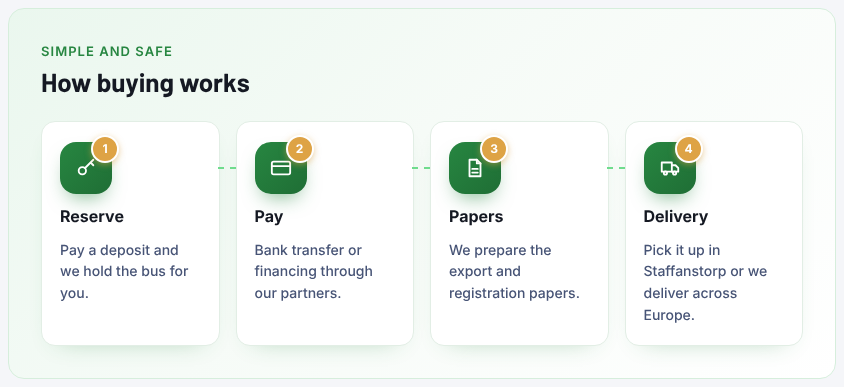 SIMPLE AND SAFE
How buying works
1
Reserve
Pay a deposit and
we hold the bus for
you.
2
Pay
Bank transfer or
financing through
our partners.
3
Papers
We prepare the
export and
registration papers.
4
Delivery
Pick it up in
Staffanstorp or we
deliver across
Europe.